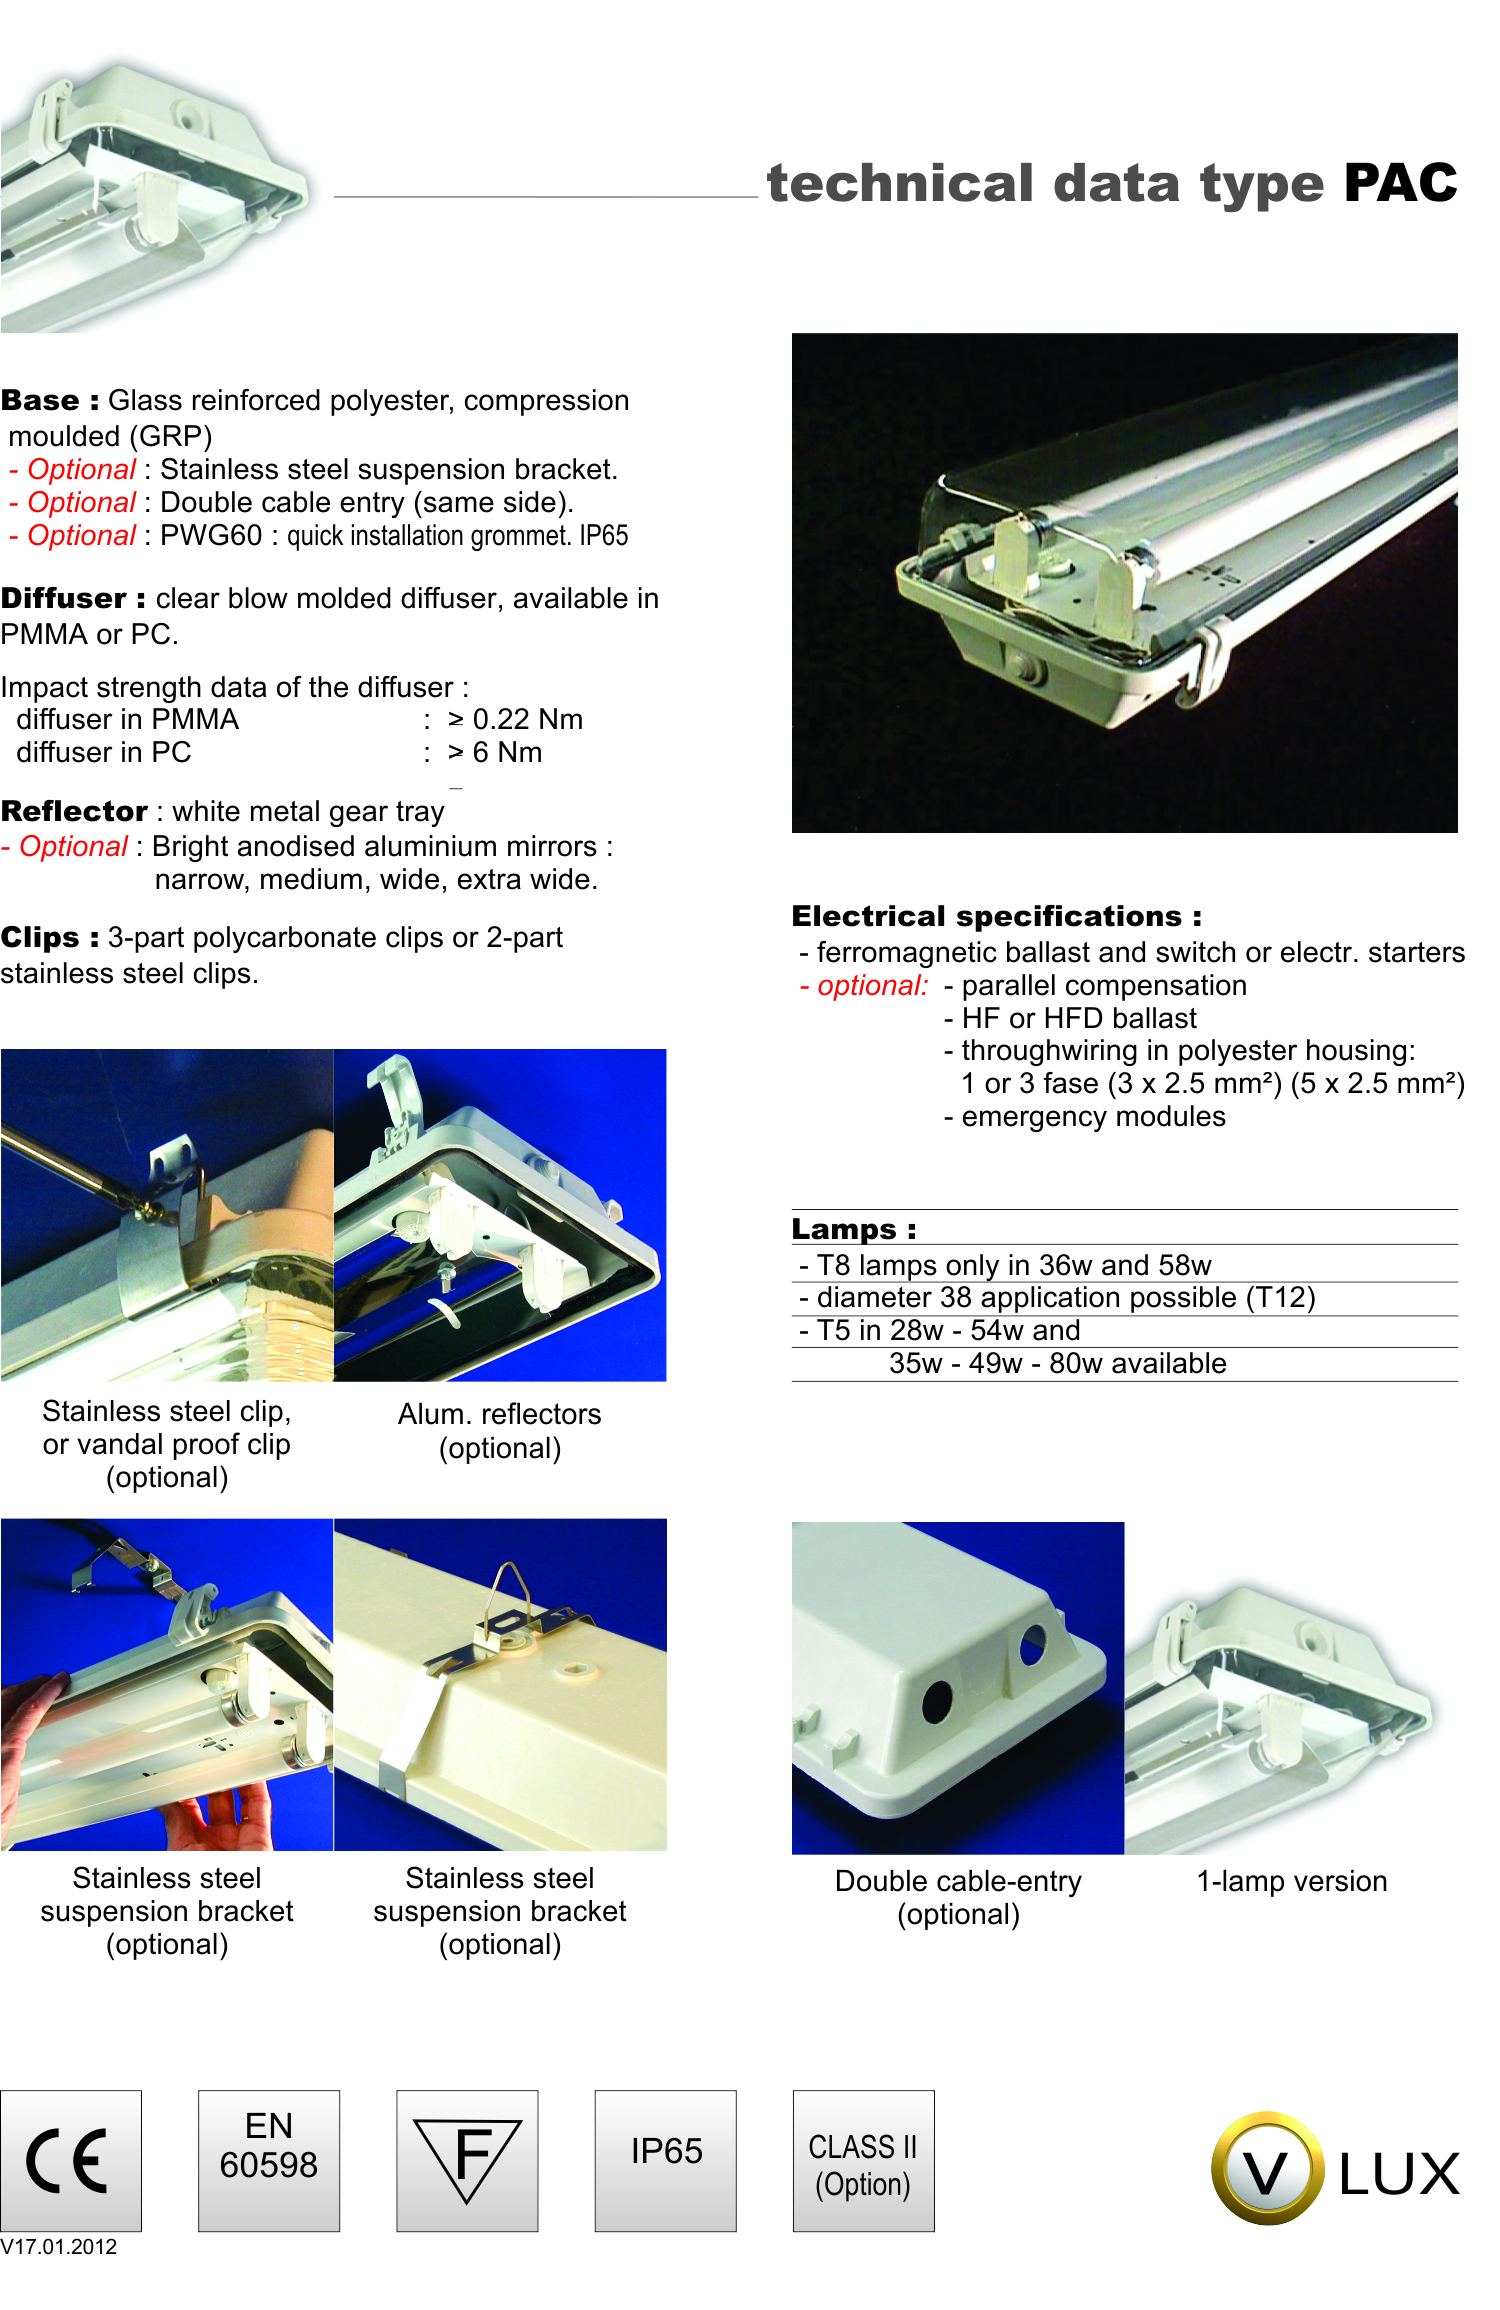 technical data type PAC
Base : Glass reinforced polyester, compression
moulded (GRP)
- Optional : Stainless steel suspension bracket.
- Optional : Double cable entry (same side).
- Optional : PWG60 : quick installation grommet. IP65
Diffuser : clear blow molded diffuser, available in
PMMA or PC.
Impact strength data of the diffuser :
diffuser in PMMA : ≥ 0.22 Nm
diffuser in PC : > 6 Nm
_
Reflector : white metal gear tray
- Optional : Bright anodised aluminium mirrors :
narrow, medium, wide, extra wide.
Clips : 3-part polycarbonate clips or 2-part
stainless steel clips.
Electrical specifications :
- ferromagnetic ballast and switch or electr. starters
- optional: - parallel compensation
- HF or HFD ballast
- throughwiring in polyester housing:
1 or 3 fase (3 x 2.5 mm²) (5 x 2.5 mm²)
- emergency modules
Lamps :
- T8 lamps only in 36w and 58w
- diameter 38 application possible (T12)
- T5 in 28w - 54w and
35w - 49w - 80w available
Stainless steel clip,
or vandal proof clip
(optional)
Alum. reflectors
(optional)
Stainless steel
suspension bracket
(optional)
Stainless steel
suspension bracket
(optional)
Double cable-entry
(optional)
1-lamp version
CE
EN
60598
F
IP65
CLASS II
(Option)
V LUX
V17.01.2012